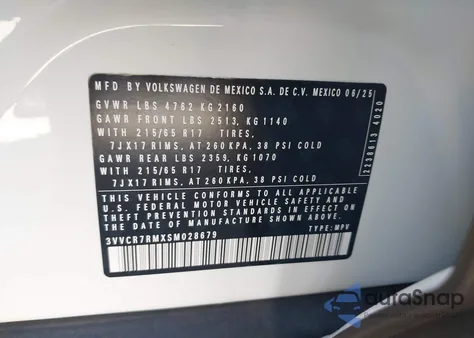 MFD BY VOLKSWAGEN DE MEXICO S.A. DE C.V. MEXICO 06/25
GVWR LBS 4762 KG 2160
GAWR FRONT LBS 2513, KG 1140
WITH 215/65 R17 TIRES,
7JX17 RIMS, AT 260 KPA, 38 PSI COLD
GAWR REAR LBS 2359, KG 1070
WITH 215/65 R17 TIRES,
7JX17 RIMS, AT 260 KPA, 38 PSI COLD
THIS VEHICLE CONFORMS TO ALL APPLICABLE
FEDERAL MOTOR VEHICLE SAFETY AND
THEFT PREVENTION STANDARDS IN EFFECT ON
THE DATE OF MANUFACTURE SHOWN ABOVE.
3VVCR7RMXSM028679 TYPE: MPV
2238613 4020
autoSnap